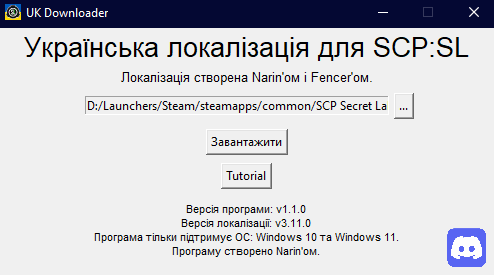 UK Downloader
Українська локалізація для SCP:SL
Локалізація створена Narin'ом і Fencer'ом.
D:/Launchers/Steam/steamapps/common/SCP Secret La
...
Завантажити
Tutorial
Версія програми: v1.1.0
Версія локалізації: v3.11.0
Програма тільки підтримує ОС: Windows 10 та Windows 11.
Програму створено Narin'ом.